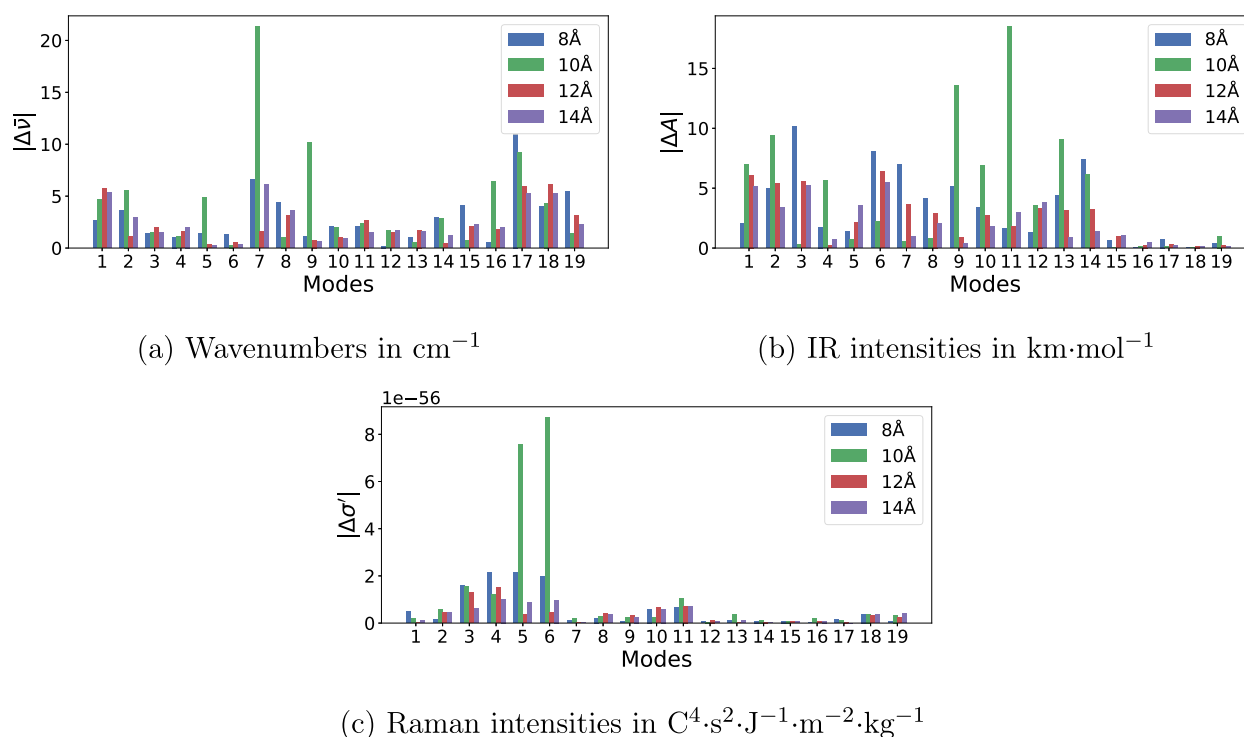 20
15
10
5
0
|Δν̄|
8Å
10Å
12Å
14Å
1 2 3 4 5 6 7 8 9 10 11 12 13 14 15 16 17 18 19
Modes
(a) Wavenumbers in cm⁻¹
15
10
5
0
|ΔA|
8Å
10Å
12Å
14Å
1 2 3 4 5 6 7 8 9 10 11 12 13 14 15 16 17 18 19
Modes
(b) IR intensities in km·mol⁻¹
1e−56
8
6
4
2
0
|Δσ′|
8Å
10Å
12Å
14Å
1 2 3 4 5 6 7 8 9 10 11 12 13 14 15 16 17 18 19
Modes
(c) Raman intensities in C⁴·s²·J⁻¹·m⁻²·kg⁻¹